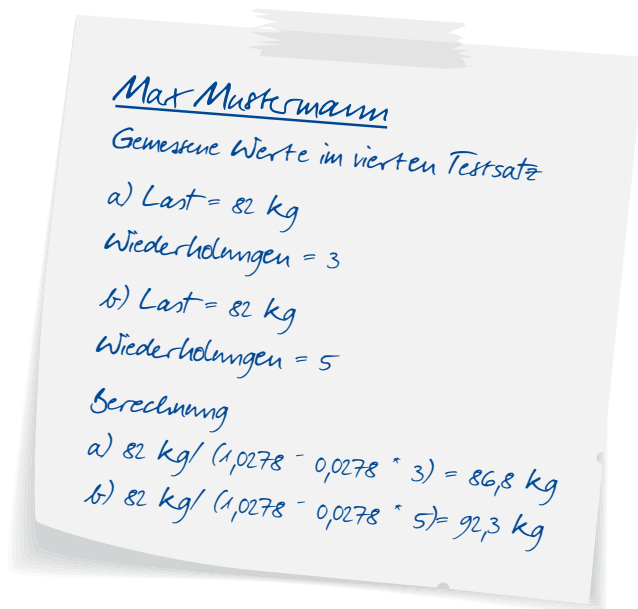 Max Mustermann
Gemessene Werte im vierten Testsatz
a) Last = 82 kg
Wiederholungen = 3
b) Last = 82 kg
Wiederholungen = 5
Berechnung
a) 82 kg/ (1,0278 - 0,0278 * 3) = 86,8 kg
b) 82 kg/ (1,0278 - 0,0278 * 5)= 92,3 kg